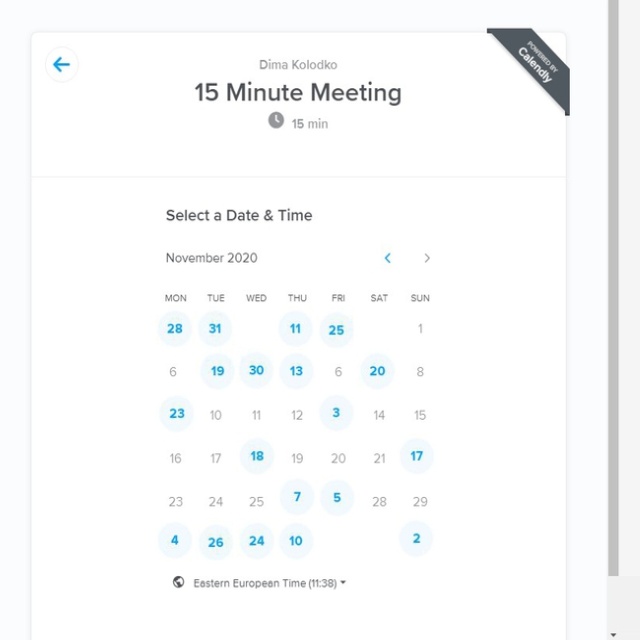 POWERED BY
Calendly
Dima Kolodko
15 Minute Meeting
15 min
Select a Date & Time
November 2020
MON TUE WED THU FRI SAT SUN
28 31 11 25 1
6 19 30 13 6 20 8
23 10 11 12 3 14 15
16 17 18 19 20 21 17
23 24 25 7 5 28 29
4 26 24 10 2
Eastern European Time (11:38)